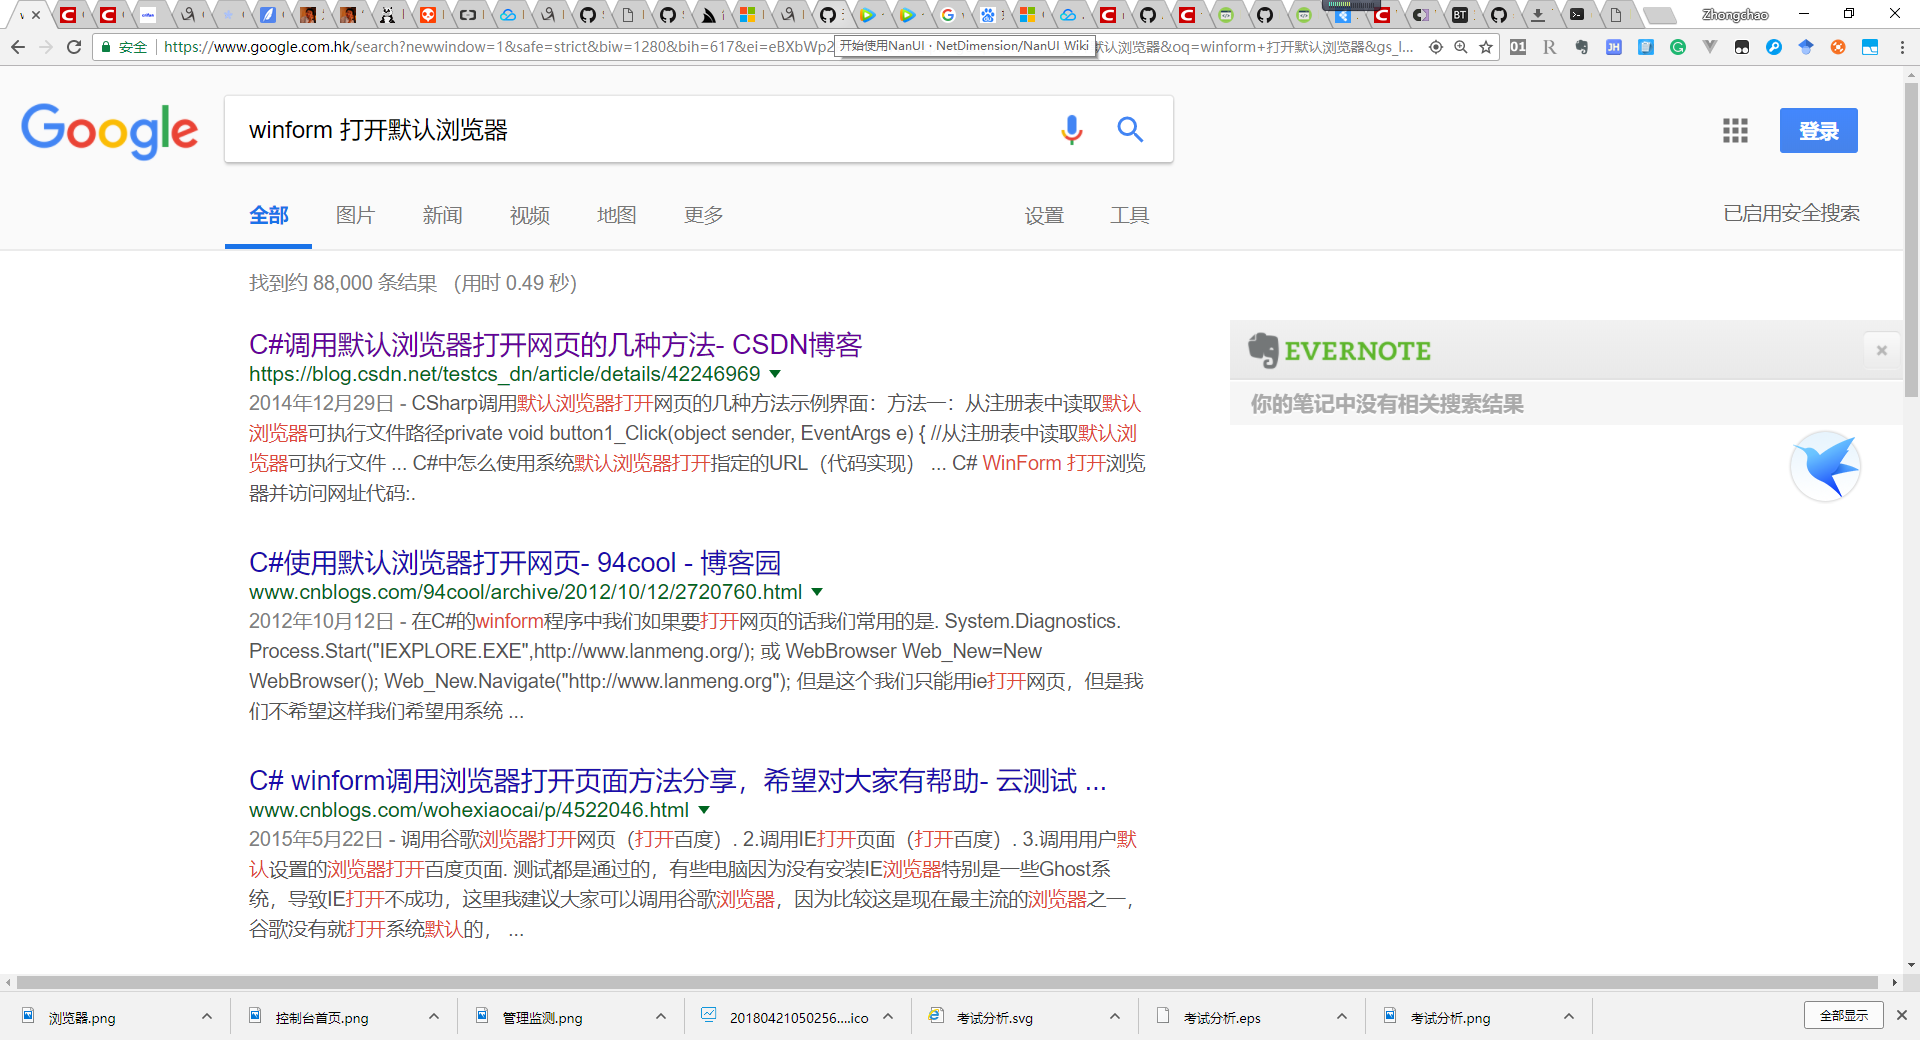 Zhongchao
安全 https://www.google.com.hk/search?newwindow=1&safe=strict&biw=1280&bih=617&ei=eBXbWp2
默认浏览器&oq=winform+打开默认浏览器&gs_l...
开始使用NanUI · NetDimension/NanUI Wiki
Google
winform 打开默认浏览器
登录
全部 图片 新闻 视频 地图 更多 设置 工具
已启用安全搜索
找到约 88,000 条结果 （用时 0.49 秒）
C#调用默认浏览器打开网页的几种方法- CSDN博客
https://blog.csdn.net/testcs_dn/article/details/42246969
2014年12月29日 - CSharp调用默认浏览器打开网页的几种方法示例界面：方法一：从注册表中读取默认
浏览器可执行文件路径private void button1_Click(object sender, EventArgs e) { //从注册表中读取默认浏
览器可执行文件 ... C#中怎么使用系统默认浏览器打开指定的URL（代码实现） ... C# WinForm 打开浏览
器并访问网址代码:.
EVERNOTE
你的笔记中没有相关搜索结果
C#使用默认浏览器打开网页- 94cool - 博客园
www.cnblogs.com/94cool/archive/2012/10/12/2720760.html
2012年10月12日 - 在C#的winform程序中我们如果要打开网页的话我们常用的是. System.Diagnostics.
Process.Start("IEXPLORE.EXE",http://www.lanmeng.org/); 或 WebBrowser Web_New=New
WebBrowser(); Web_New.Navigate("http://www.lanmeng.org"); 但是这个我们只能用ie打开网页，但是我
们不希望这样我们希望用系统 ...
C# winform调用浏览器打开页面方法分享，希望对大家有帮助- 云测试 ...
www.cnblogs.com/wohexiaocai/p/4522046.html
2015年5月22日 - 调用谷歌浏览器打开网页（打开百度）. 2.调用IE打开页面（打开百度）. 3.调用用户默
认设置的浏览器打开百度页面. 测试都是通过的，有些电脑因为没有安装IE浏览器特别是一些Ghost系
统，导致IE打开不成功，这里我建议大家可以调用谷歌浏览器，因为比较这是现在最主流的浏览器之一，
谷歌没有就打开系统默认的， ...
浏览器.png 控制台首页.png 管理监测.png 20180421050256....ico 考试分析.svg 考试分析.eps 考试分析.png 全部显示